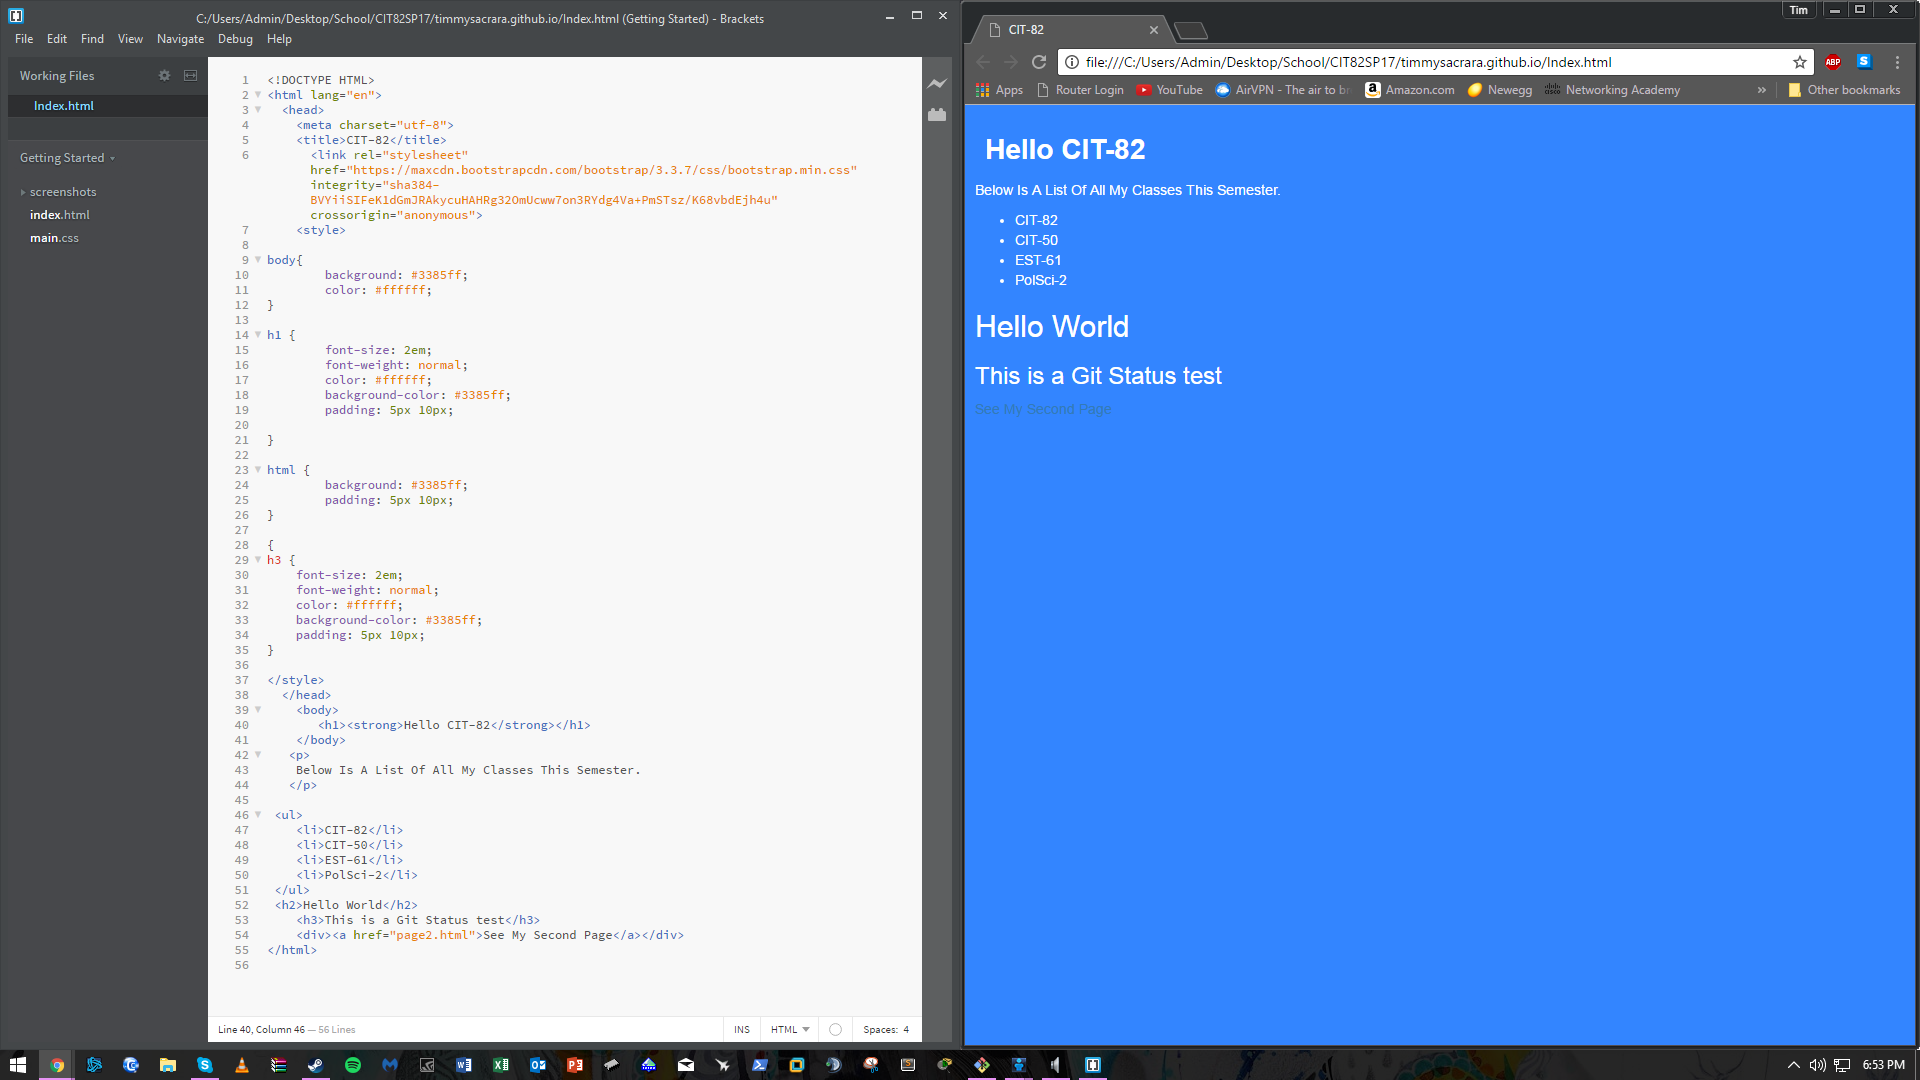 C:/Users/Admin/Desktop/School/CIT82SP17/timmysacrara.github.io/Index.html (Getting Started) - Brackets
File Edit Find View Navigate Debug Help
Working Files
Index.html
Getting Started
screenshots
index.html
main.css
1 <!DOCTYPE HTML>
2 <html lang="en">
3 <head>
4 <meta charset="utf-8">
5 <title>CIT-82</title>
6 <link rel="stylesheet"
href="https://maxcdn.bootstrapcdn.com/bootstrap/3.3.7/css/bootstrap.min.css"
integrity="sha384-
BVYiiSIFeK1dGmJRAkycuHAHRg32OmUcww7on3RYdg4Va+PmSTsz/K68vbdEjh4u"
crossorigin="anonymous">
7 <style>
8
9 body{
10 background: #3385ff;
11 color: #ffffff;
12 }
13
14 h1 {
15 font-size: 2em;
16 font-weight: normal;
17 color: #ffffff;
18 background-color: #3385ff;
19 padding: 5px 10px;
20
21 }
22
23 html {
24 background: #3385ff;
25 padding: 5px 10px;
26 }
27
28 {
29 h3 {
30 font-size: 2em;
31 font-weight: normal;
32 color: #ffffff;
33 background-color: #3385ff;
34 padding: 5px 10px;
35 }
36
37 </style>
38 </head>
39 <body>
40 <h1><strong>Hello CIT-82</strong></h1>
41 </body>
42 <p>
43 Below Is A List Of All My Classes This Semester.
44 </p>
45
46 <ul>
47 <li>CIT-82</li>
48 <li>CIT-50</li>
49 <li>EST-61</li>
50 <li>PolSci-2</li>
51 </ul>
52 <h2>Hello World</h2>
53 <h3>This is a Git Status test</h3>
54 <div><a href="page2.html">See My Second Page</a></div>
55 </html>
56
Line 40, Column 46 — 56 Lines
INS HTML Spaces: 4
Tim
CIT-82
file:///C:/Users/Admin/Desktop/School/CIT82SP17/timmysacrara.github.io/Index.html
ABP S
Apps Router Login YouTube AirVPN - The air to br Amazon.com Newegg Networking Academy » Other bookmarks
Hello CIT-82
Below Is A List Of All My Classes This Semester.
• CIT-82
• CIT-50
• EST-61
• PolSci-2
Hello World
This is a Git Status test
See My Second Page
6:53 PM